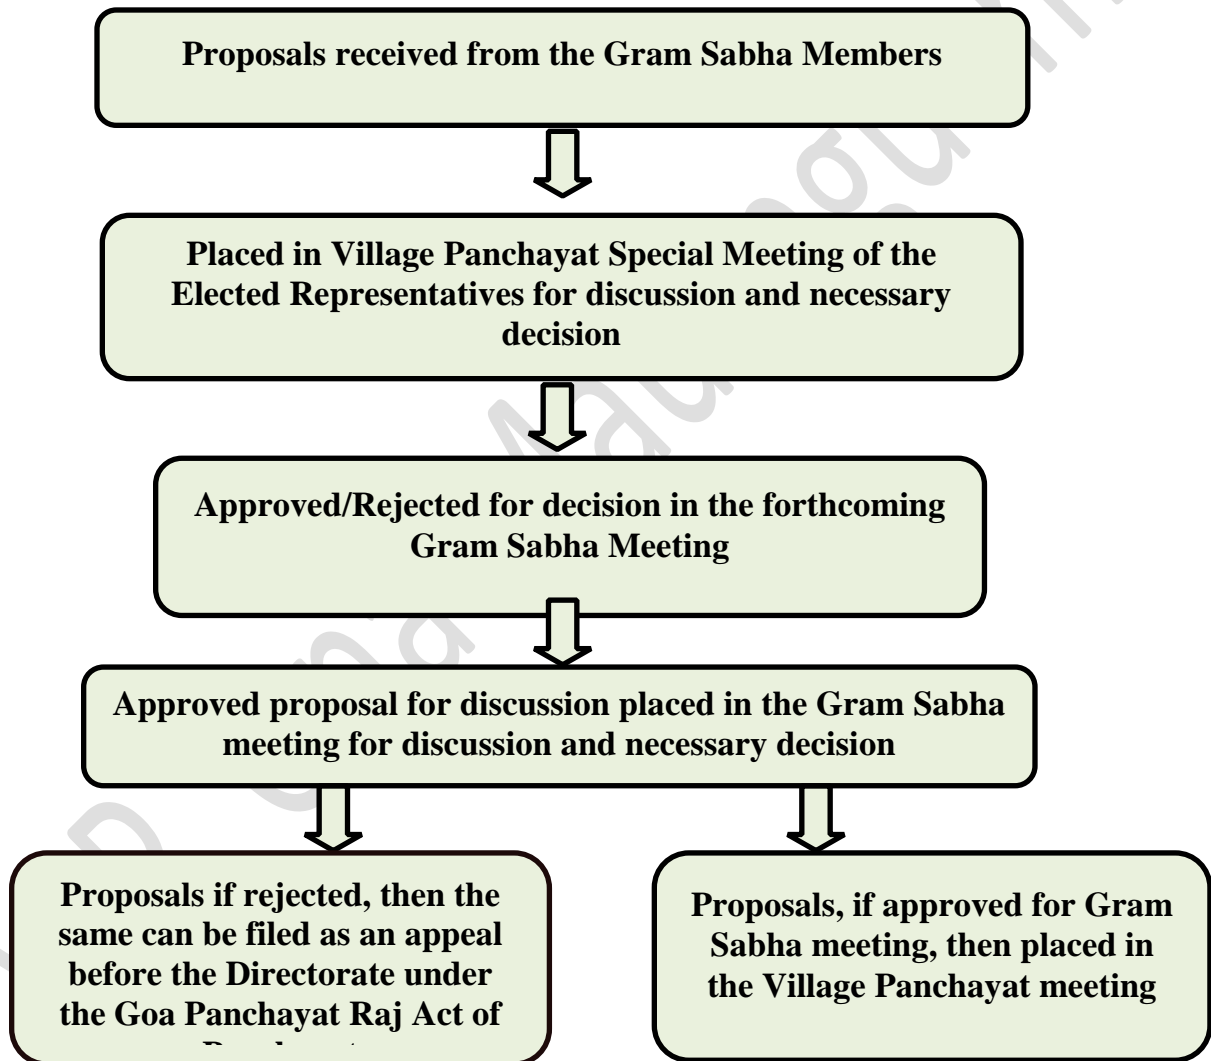 Proposals received from the Gram Sabha Members
Placed in Village Panchayat Special Meeting of the
Elected Representatives for discussion and necessary
decision
Approved/Rejected for decision in the forthcoming
Gram Sabha Meeting
Approved proposal for discussion placed in the Gram Sabha
meeting for discussion and necessary decision
Proposals if rejected, then the
same can be filed as an appeal
before the Directorate under
the Goa Panchayat Raj Act of
Proposals, if approved for Gram
Sabha meeting, then placed in
the Village Panchayat meeting